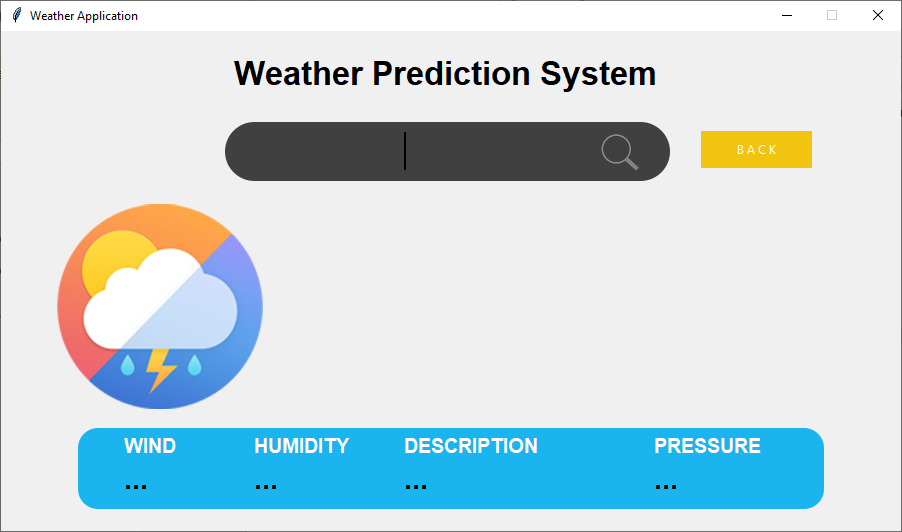 Weather Application
Weather Prediction System
BACK
WIND HUMIDITY DESCRIPTION PRESSURE
... ... ... ...